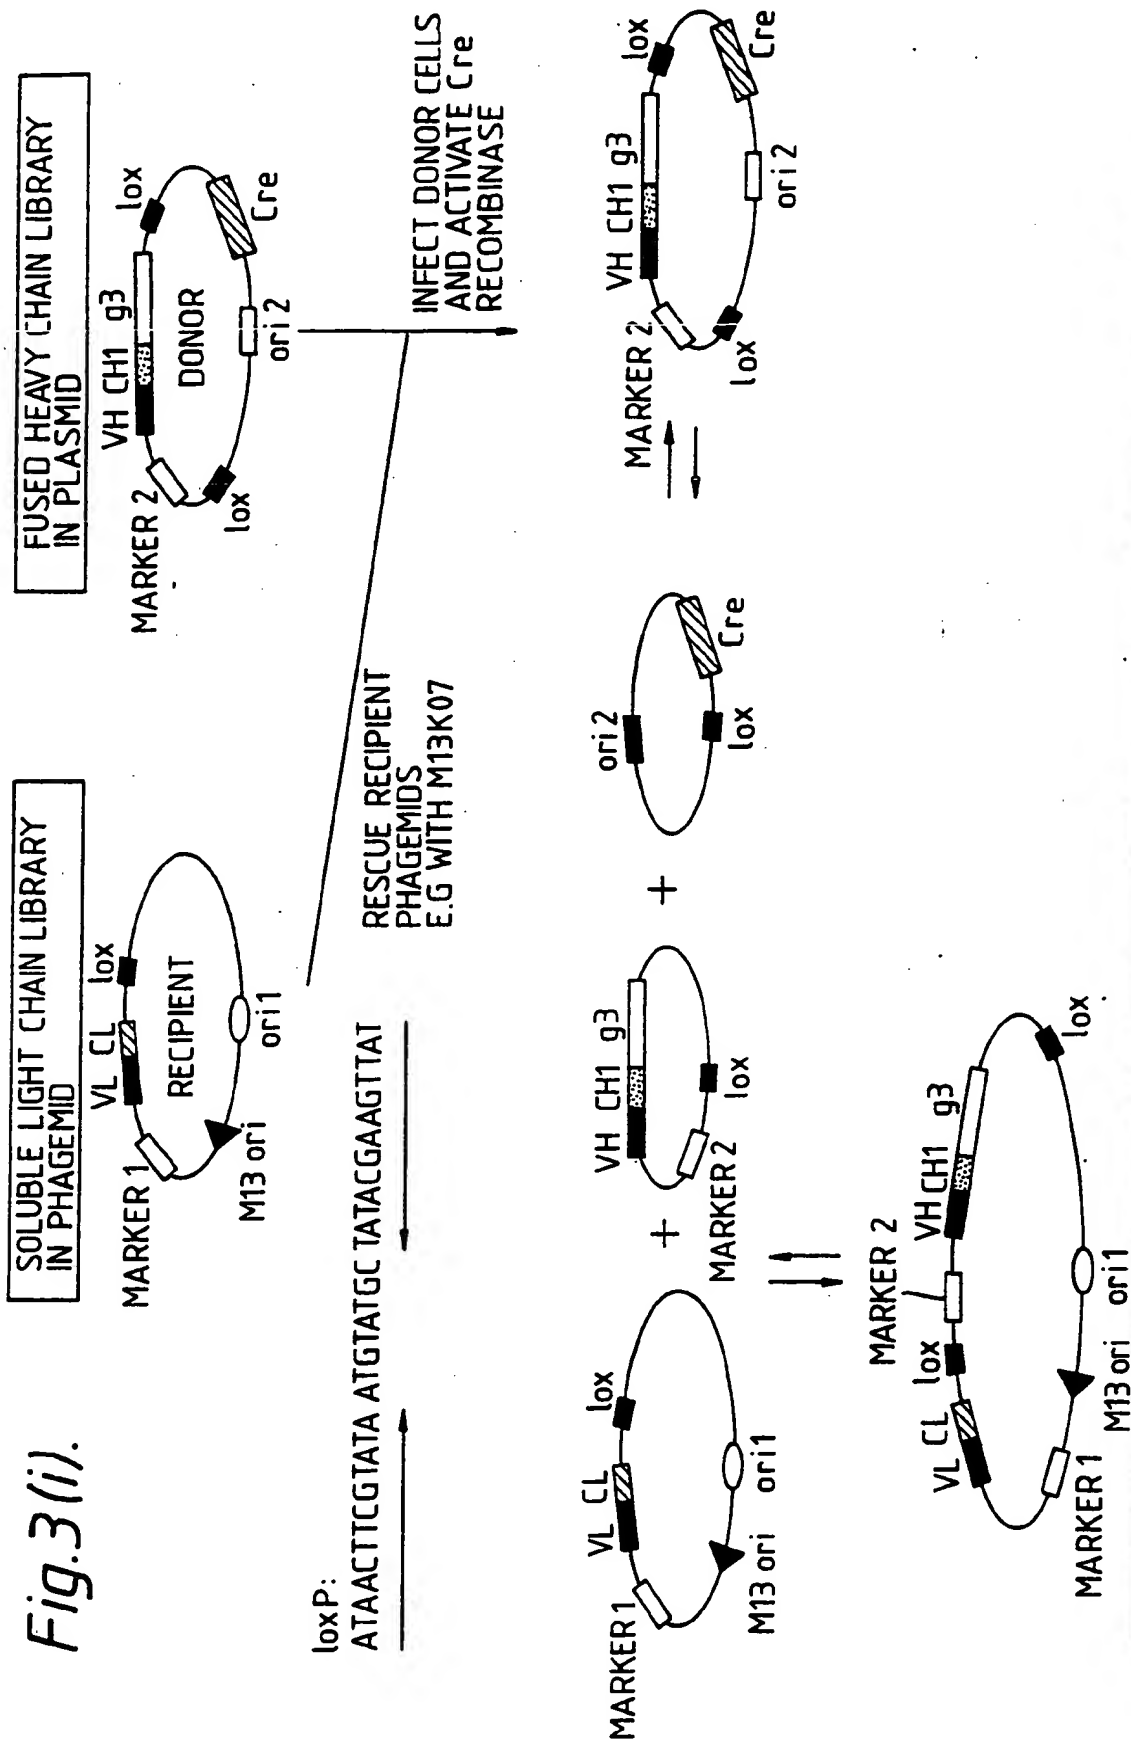 Fig.3(i).
SOLUBLE LIGHT CHAIN LIBRARY
IN PHAGEMID
FUSED HEAVY CHAIN LIBRARY
IN PLASMID
MARKER 1
VL CL
lox
RECIPIENT
M13 ori
ori1
MARKER 2
VH CH1 g3
lox
DONOR
lox
ori 2
Cre
loxP:
ATAACTTCGTATA ATGTATGC TATACGAAGTTAT
RESCUE RECIPIENT
PHAGEMIDS
E.G WITH M13K07
INFECT DONOR CELLS
AND ACTIVATE Cre
RECOMBINASE
MARKER1
VL CL
lox
M13 ori
ori1
+
VH CH1 g3
MARKER 2
lox
+
ori 2
lox
Cre
MARKER 2
VH CH1 g3
lox
lox
ori 2
Cre
MARKER 2
VL CL
lox
VH CH1
g3
lox
MARKER 1
M13 ori
ori1